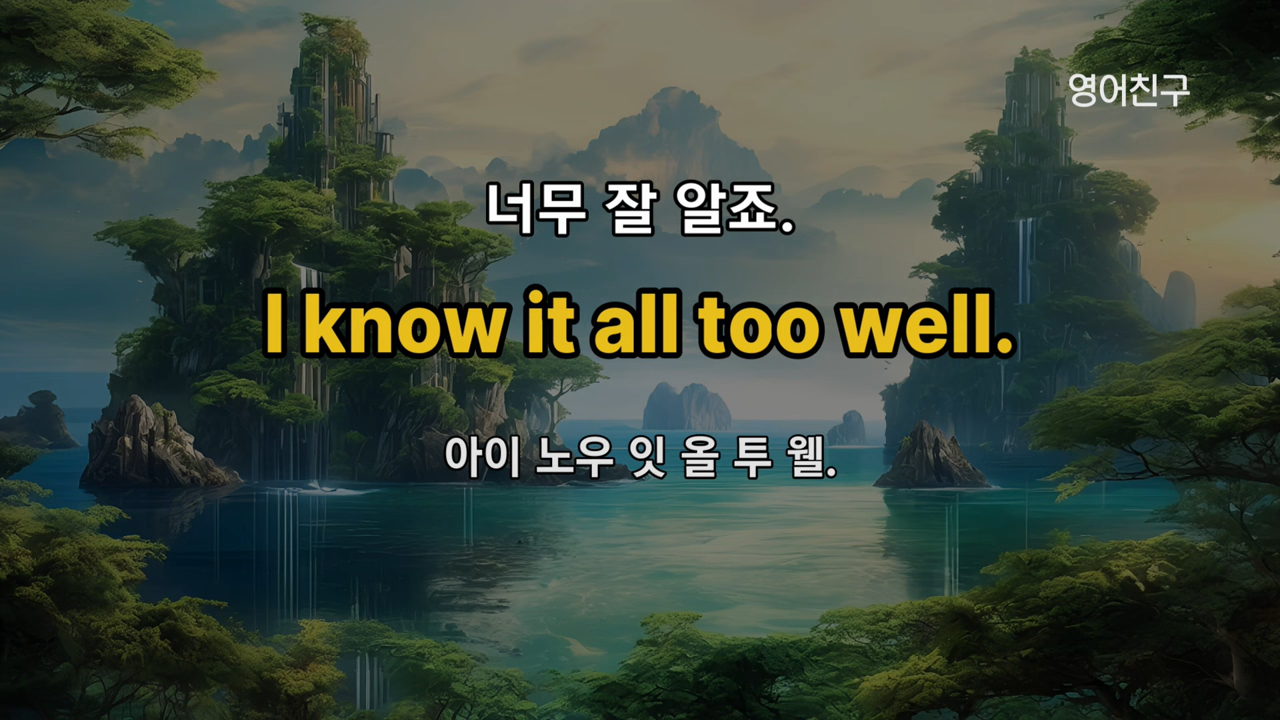 영어친구
너무 잘 알죠.
I know it all too well.
아이 노우 잇 올 투 웰.